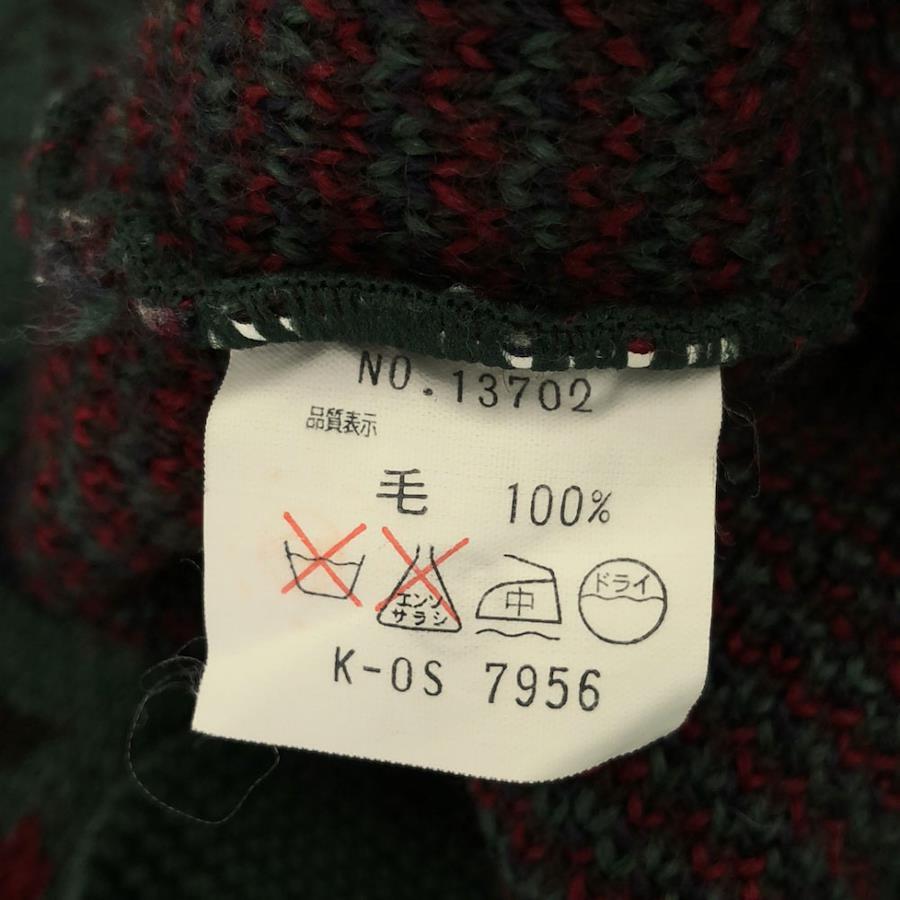 NO.13702
品質表示
毛 100%
エンソ
サラシ
中
ドライ
K-OS 7956